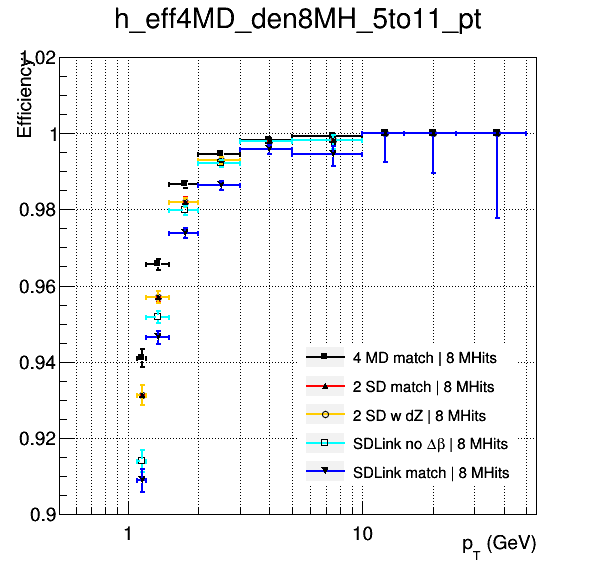 h_eff4MD_den8MH_5to11_pt
Efficiency
1.02
1
0.98
0.96
0.94
0.92
0.9
4 MD match | 8 MHits
2 SD match | 8 MHits
2 SD w dZ | 8 MHits
SDLink no Δβ | 8 MHits
SDLink match | 8 MHits
1
10
p_T (GeV)